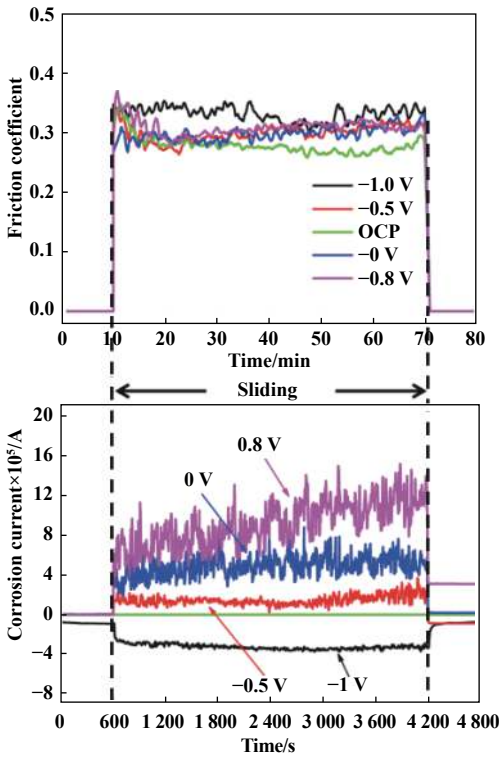 0.5
0.4
0.3
0.2
0.1
0.0
Friction coefficient
−1.0 V
−0.5 V
OCP
−0 V
−0.8 V
0 10 20 30 40 50 60 70 80
Time/min
Sliding
20
16
12
8
4
0
−4
−8
Corrosion current×10⁵/A
0.8 V
0 V
−0.5 V
−1 V
0 600 1 200 1 800 2 400 3 000 3 600 4 200 4 800
Time/s